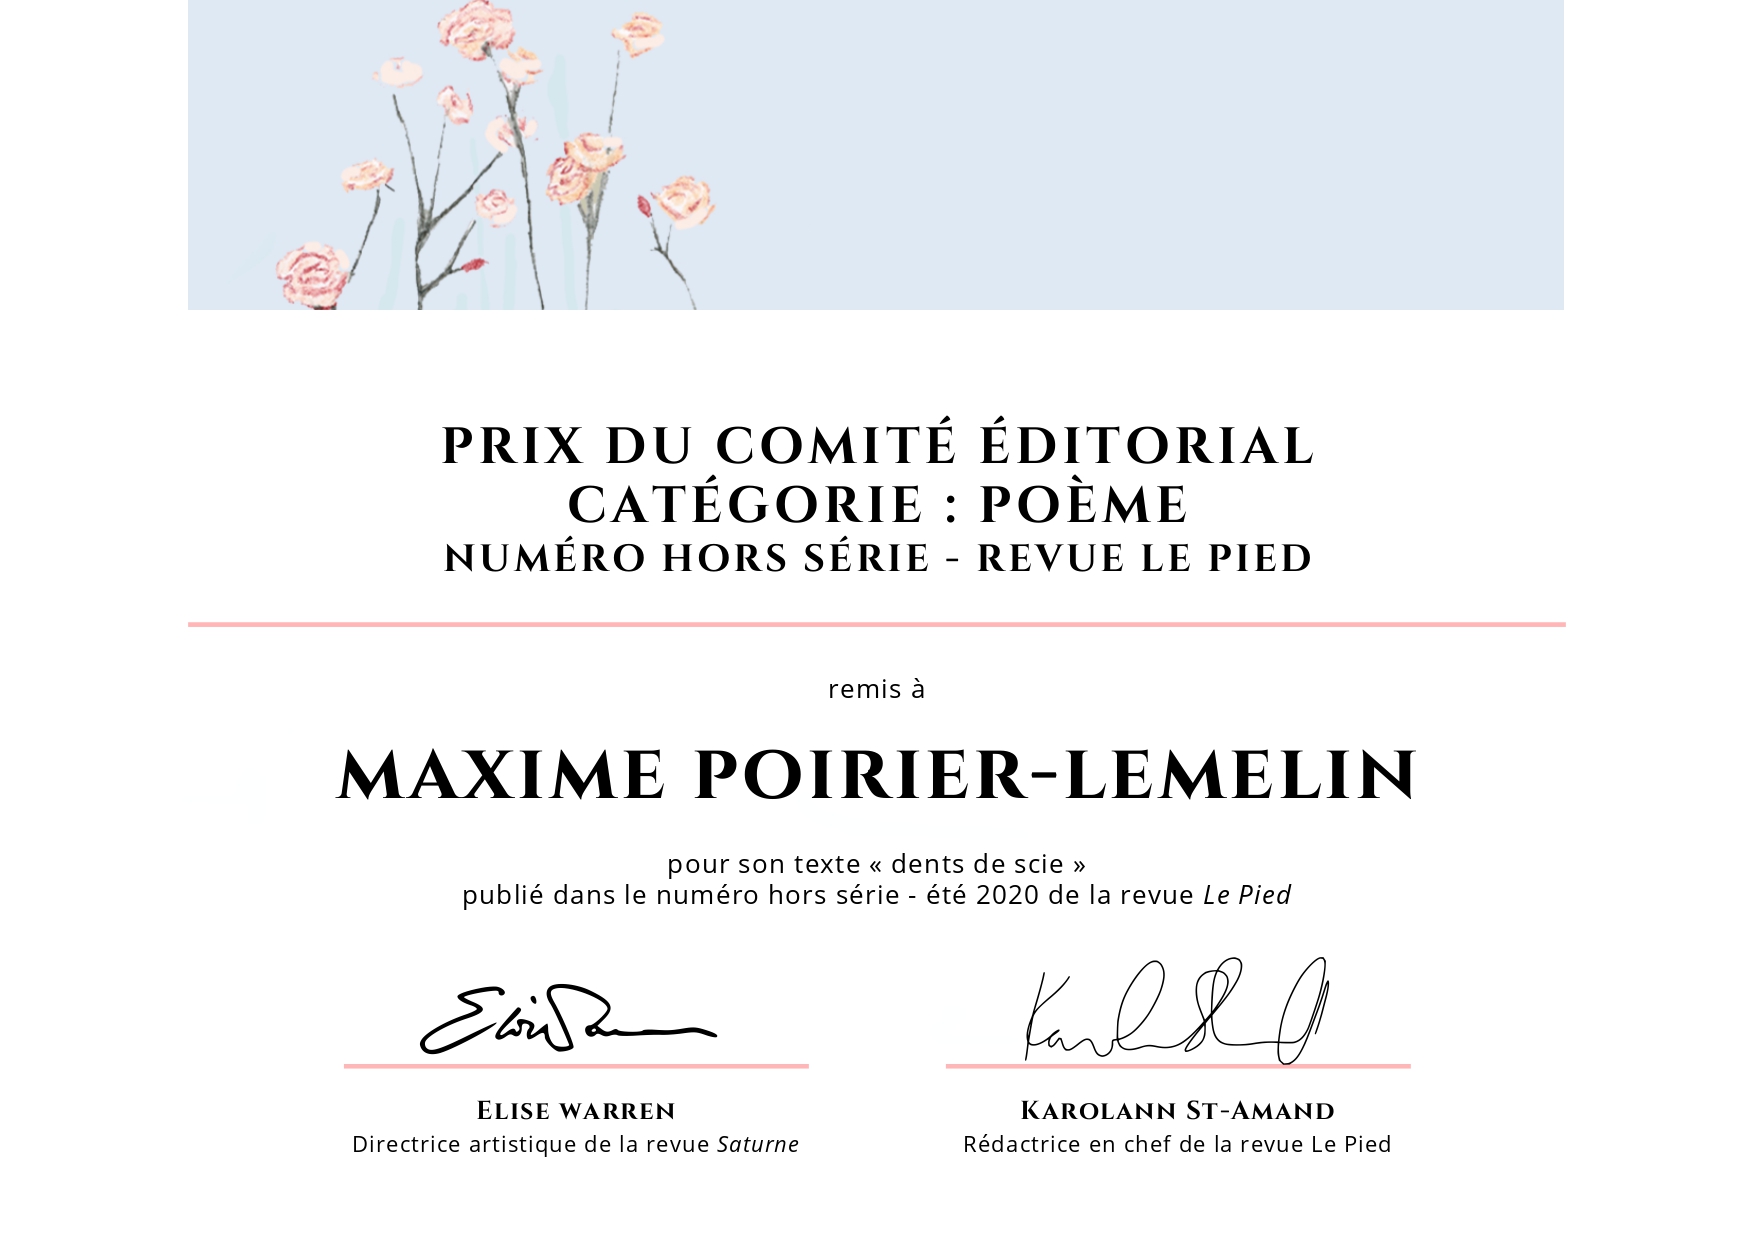 PRIX DU COMITÉ ÉDITORIAL
CATÉGORIE : POÈME
NUMÉRO HORS SÉRIE - REVUE LE PIED
remis à
MAXIME POIRIER-LEMELIN
pour son texte « dents de scie »
publié dans le numéro hors série - été 2020 de la revue Le Pied
Elise warren
Directrice artistique de la revue Saturne
Karolann St-Amand
Rédactrice en chef de la revue Le Pied